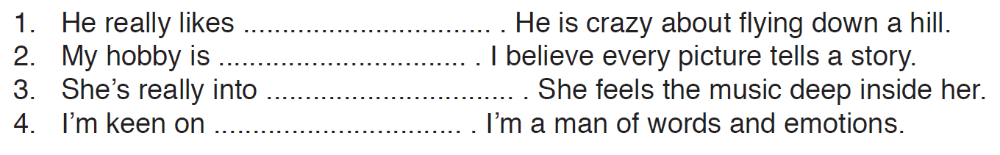 1. He really likes ................................ . He is crazy about flying down a hill.
2. My hobby is ................................ . I believe every picture tells a story.
3. She’s really into ................................ . She feels the music deep inside her.
4. I’m keen on ................................ . I’m a man of words and emotions.